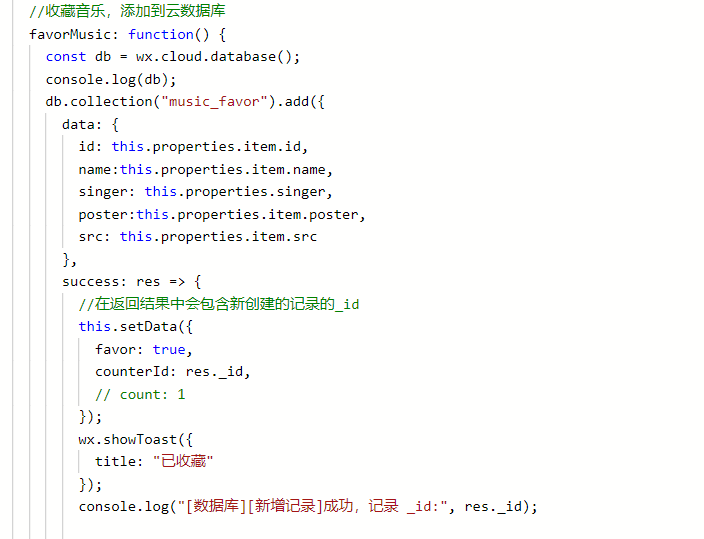 //收藏音乐，添加到云数据库
favorMusic: function() {
const db = wx.cloud.database();
console.log(db);
db.collection("music_favor").add({
data: {
id: this.properties.item.id,
name:this.properties.item.name,
singer: this.properties.singer,
poster:this.properties.item.poster,
src: this.properties.item.src
},
success: res => {
//在返回结果中会包含新创建的记录的_id
this.setData({
favor: true,
counterId: res._id,
// count: 1
});
wx.showToast({
title: "已收藏"
});
console.log("[数据库][新增记录]成功，记录 _id:", res._id);